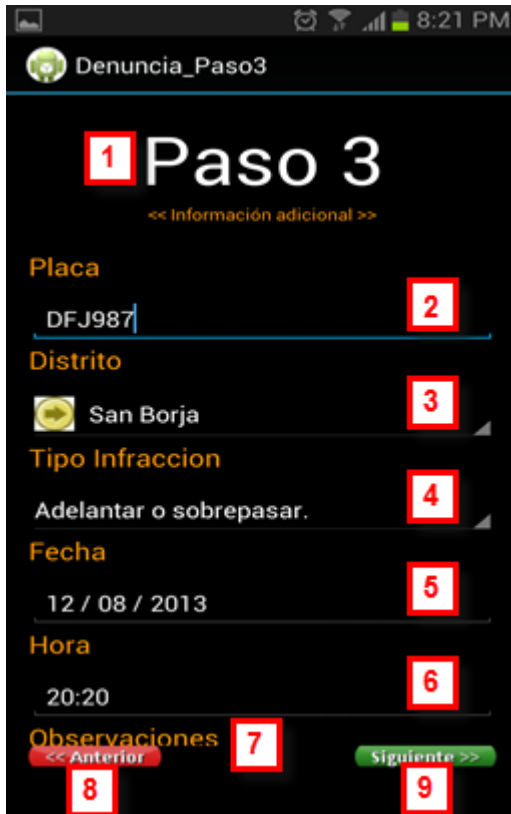 8:21 PM
Denuncia_Paso3
1 Paso 3
<< Información adicional >>
Placa
DFJ987 2
Distrito
San Borja 3
Tipo Infraccion
Adelantar o sobrepasar. 4
Fecha
12 / 08 / 2013 5
Hora
20:20 6
Observaciones 7
<< Anterior Siguiente >>
8 9